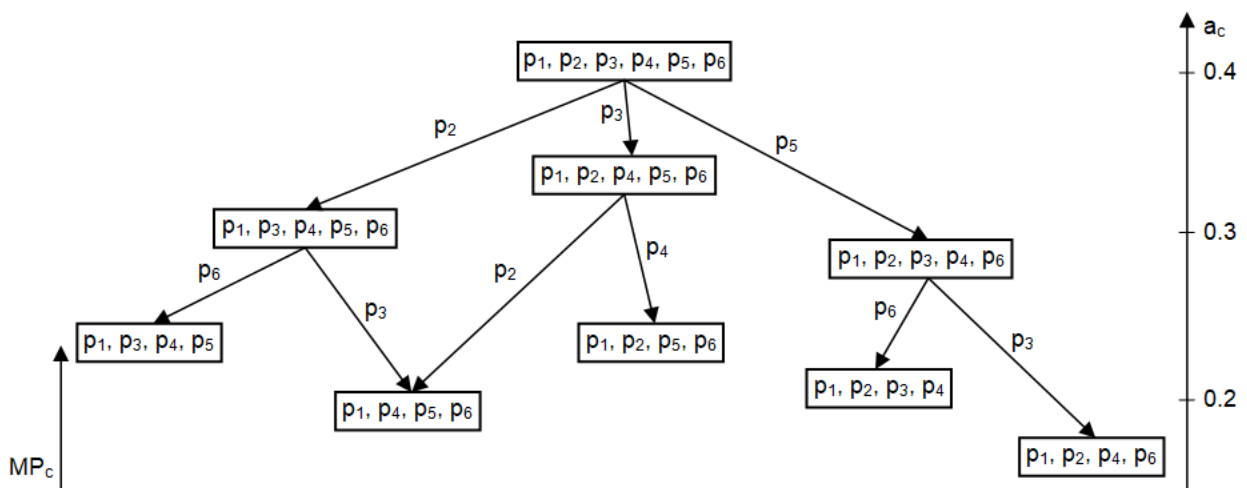 a_c
p₁, p₂, p₃, p₄, p₅, p₆
0.4
p₂
p₃
p₅
p₁, p₂, p₄, p₅, p₆
p₁, p₃, p₄, p₅, p₆
0.3
p₁, p₂, p₃, p₄, p₆
p₆
p₃
p₂
p₄
p₆
p₃
p₁, p₃, p₄, p₅
p₁, p₂, p₅, p₆
p₁, p₂, p₃, p₄
0.2
p₁, p₄, p₅, p₆
p₁, p₂, p₄, p₆
MP_c